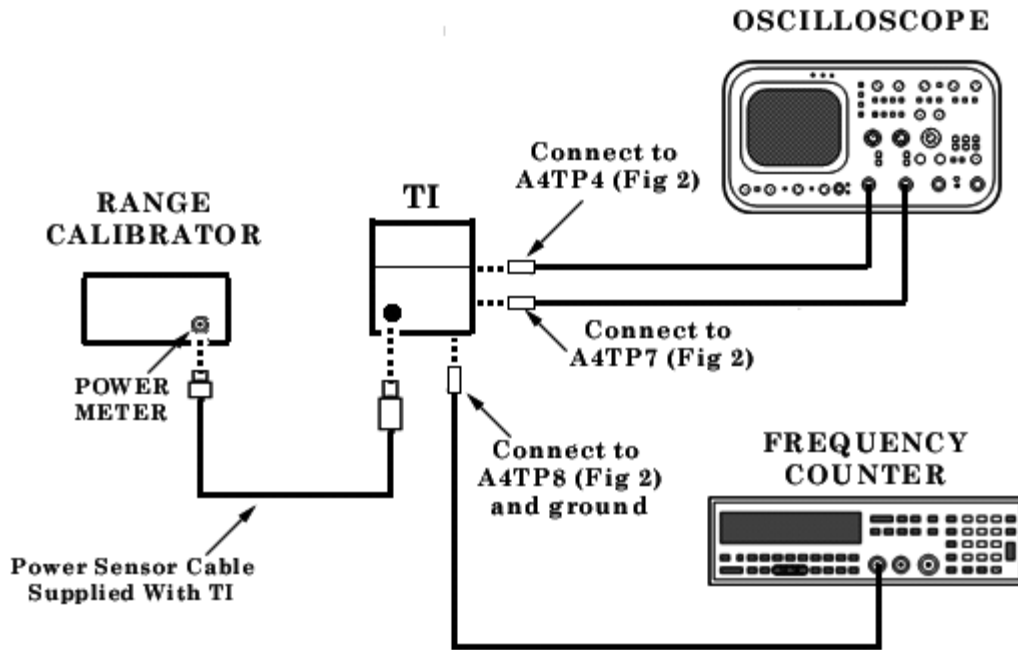 OSCILLOSCOPE
Connect to
A4TP4 (Fig 2)
TI
RANGE
CALIBRATOR
Connect to
A4TP7 (Fig 2)
POWER
METER
Connect to
A4TP8 (Fig 2)
and ground
FREQUENCY
COUNTER
Power Sensor Cable
Supplied With TI